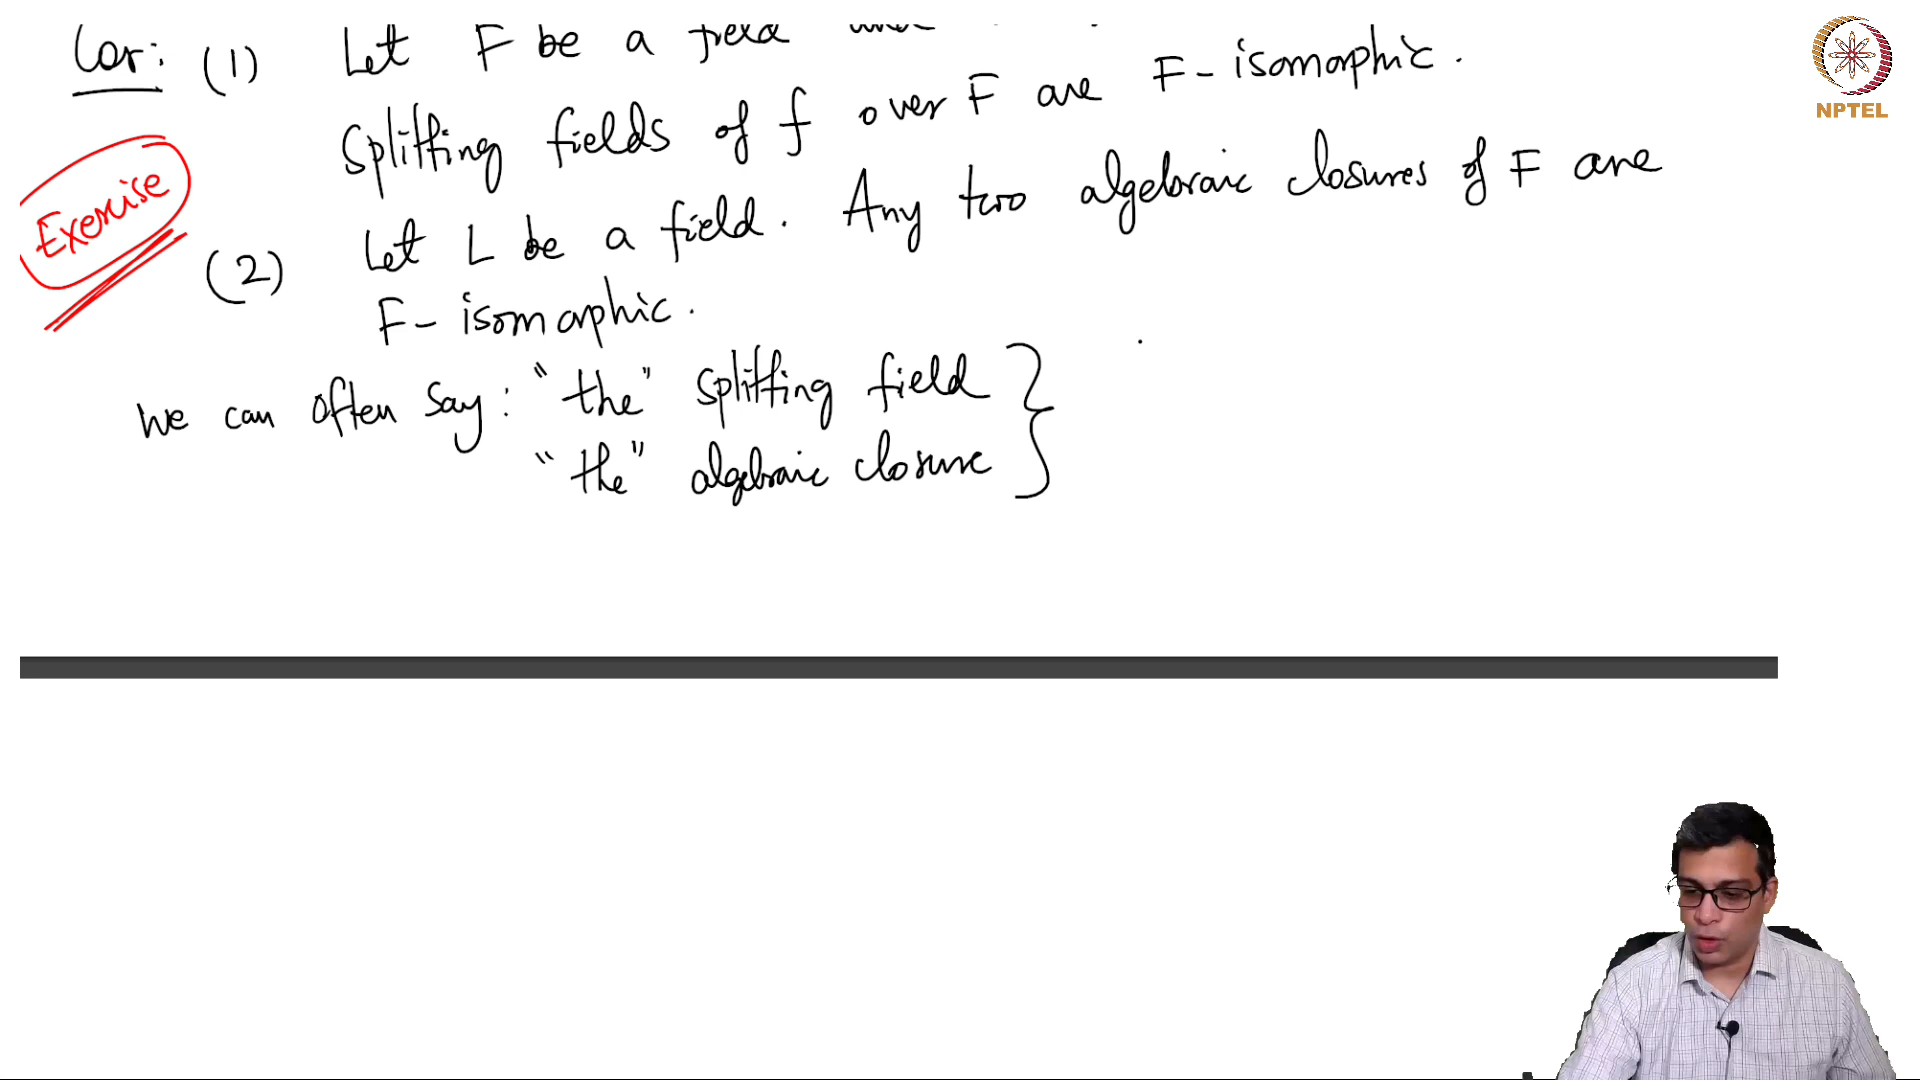 Cor: (1) Let F be a field
splitting fields of f over F are F-isomorphic.
Exercise
(2) Let L be a field. Any two algebraic closures of F are
F-isomorphic.
We can often say: "the" splitting field
"the" algebraic closure
NPTEL